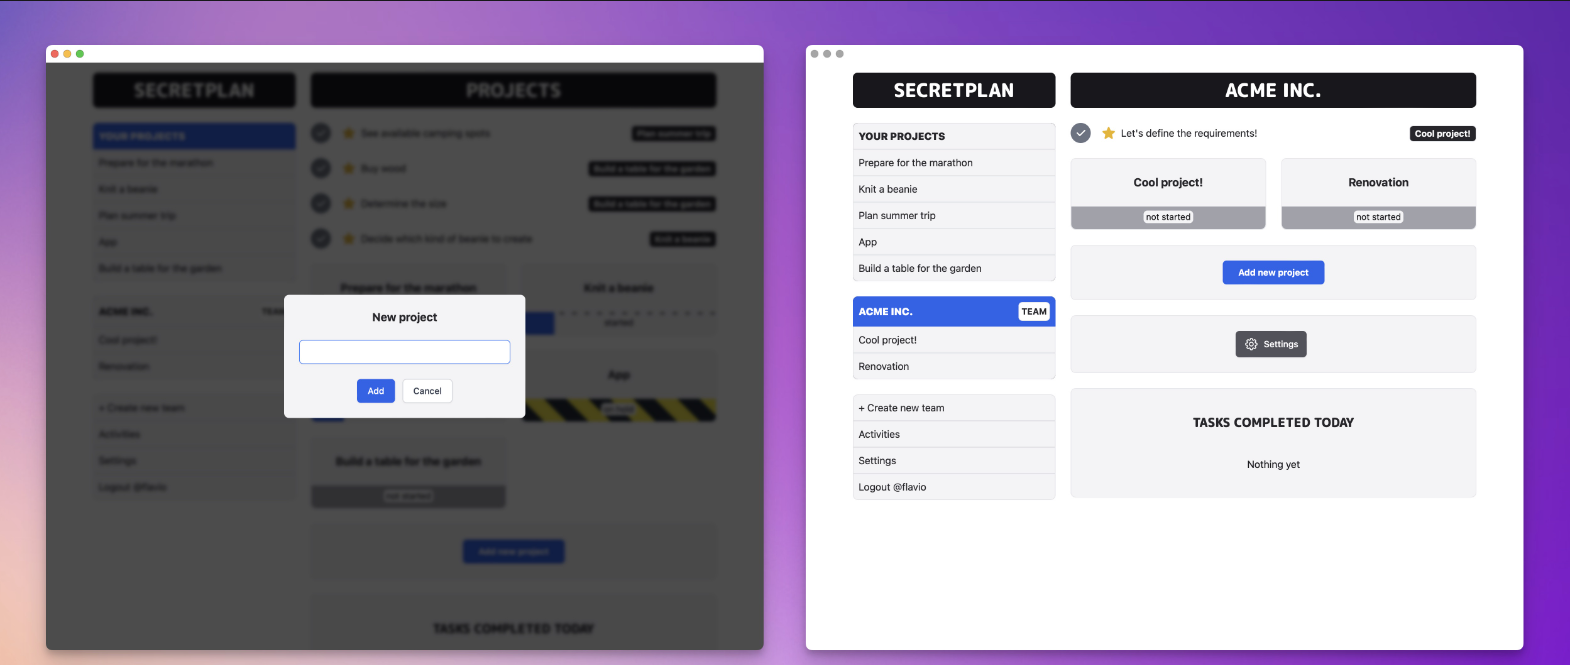 SECRETPLAN
PROJECTS
YOUR PROJECTS
Prepare for the marathon
Knit a beanie
Plan summer trip
App
Build a table for the garden
ACME INC.
TEAM
Cool project!
Renovation
+ Create new team
Activities
Settings
Logout @flavio
See available camping spots
Plan summer trip
Buy wood
Build a table for the garden
Determine the size
Build a table for the garden
Decide which kind of beanie to create
Knit a beanie
Prepare for the marathon
Knit a beanie
started
App
Build a table for the garden
not started
Add new project
TASKS COMPLETED TODAY
New project
Add
Cancel
SECRETPLAN
ACME INC.
YOUR PROJECTS
Prepare for the marathon
Knit a beanie
Plan summer trip
App
Build a table for the garden
ACME INC.
TEAM
Cool project!
Renovation
+ Create new team
Activities
Settings
Logout @flavio
Let's define the requirements!
Cool project!
Cool project!
not started
Renovation
not started
Add new project
Settings
TASKS COMPLETED TODAY
Nothing yet